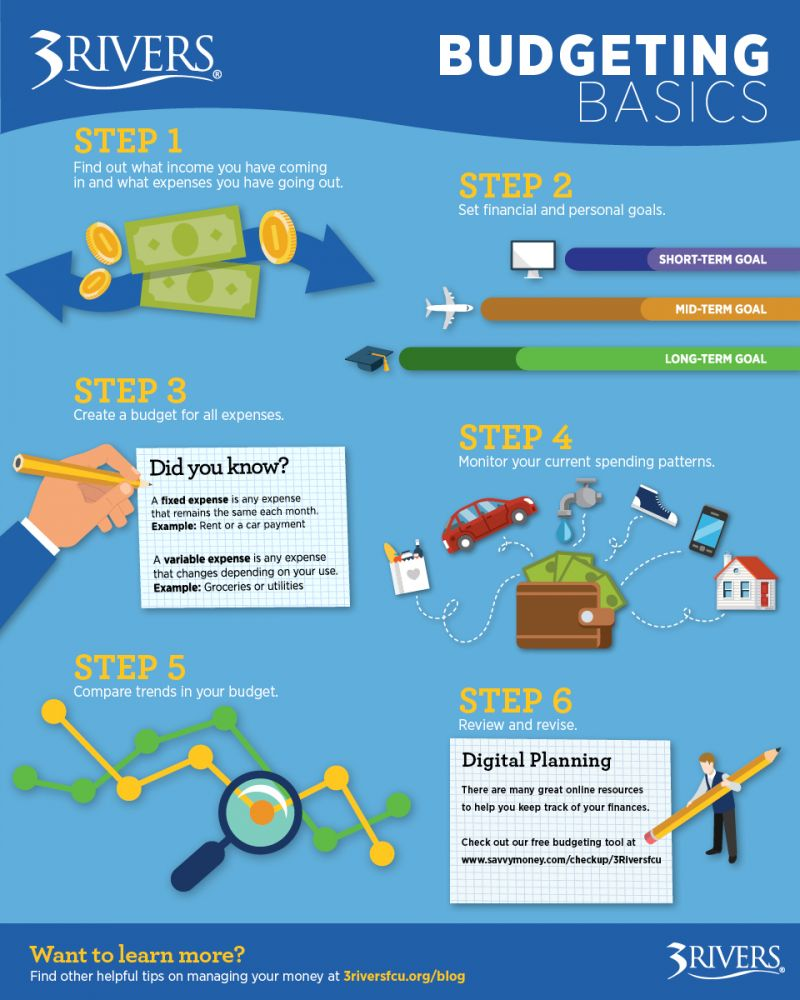 3RIVERS®
BUDGETING
BASICS
STEP 1
Find out what income you have coming
in and what expenses you have going out.
STEP 2
Set financial and personal goals.
SHORT-TERM GOAL
MID-TERM GOAL
LONG-TERM GOAL
STEP 3
Create a budget for all expenses.
Did you know?
A fixed expense is any expense
that remains the same each month.
Example: Rent or a car payment
A variable expense is any expense
that changes depending on your use.
Example: Groceries or utilities
STEP 4
Monitor your current spending patterns.
STEP 5
Compare trends in your budget.
STEP 6
Review and revise.
Digital Planning
There are many great online resources
to help you keep track of your finances.
Check out our free budgeting tool at
www.savvymoney.com/checkup/3Riversfcu
Want to learn more?
Find other helpful tips on managing your money at 3riversfcu.org/blog
3RIVERS®